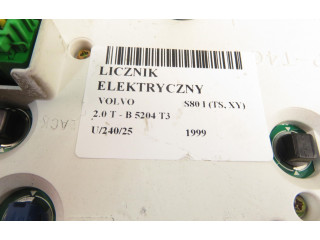 LICZNIK
ELEKTRYCZNY
VOLVO S80 I (TS, XY)
2.0 T - B 5204 T3
U/240/25 1999